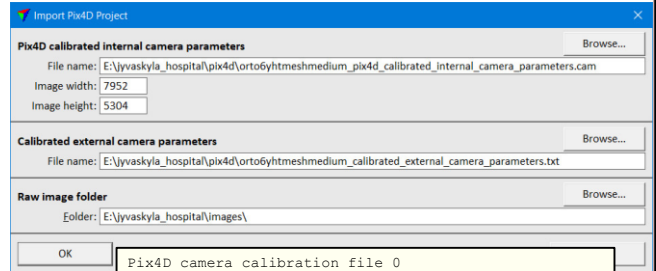 Import Pix4D Project
Pix4D calibrated internal camera parameters Browse...
File name: E:\jyvaskyla_hospital\pix4d\orto6yhtmeshmedium_pix4d_calibrated_internal_camera_parameters.cam
Image width: 7952
Image height: 5304
Calibrated external camera parameters Browse...
File name: E:\jyvaskyla_hospital\pix4d\orto6yhtmeshmedium_calibrated_external_camera_parameters.txt
Raw image folder Browse...
Folder: E:\jyvaskyla_hospital\images\
OK
Pix4D camera calibration file 0